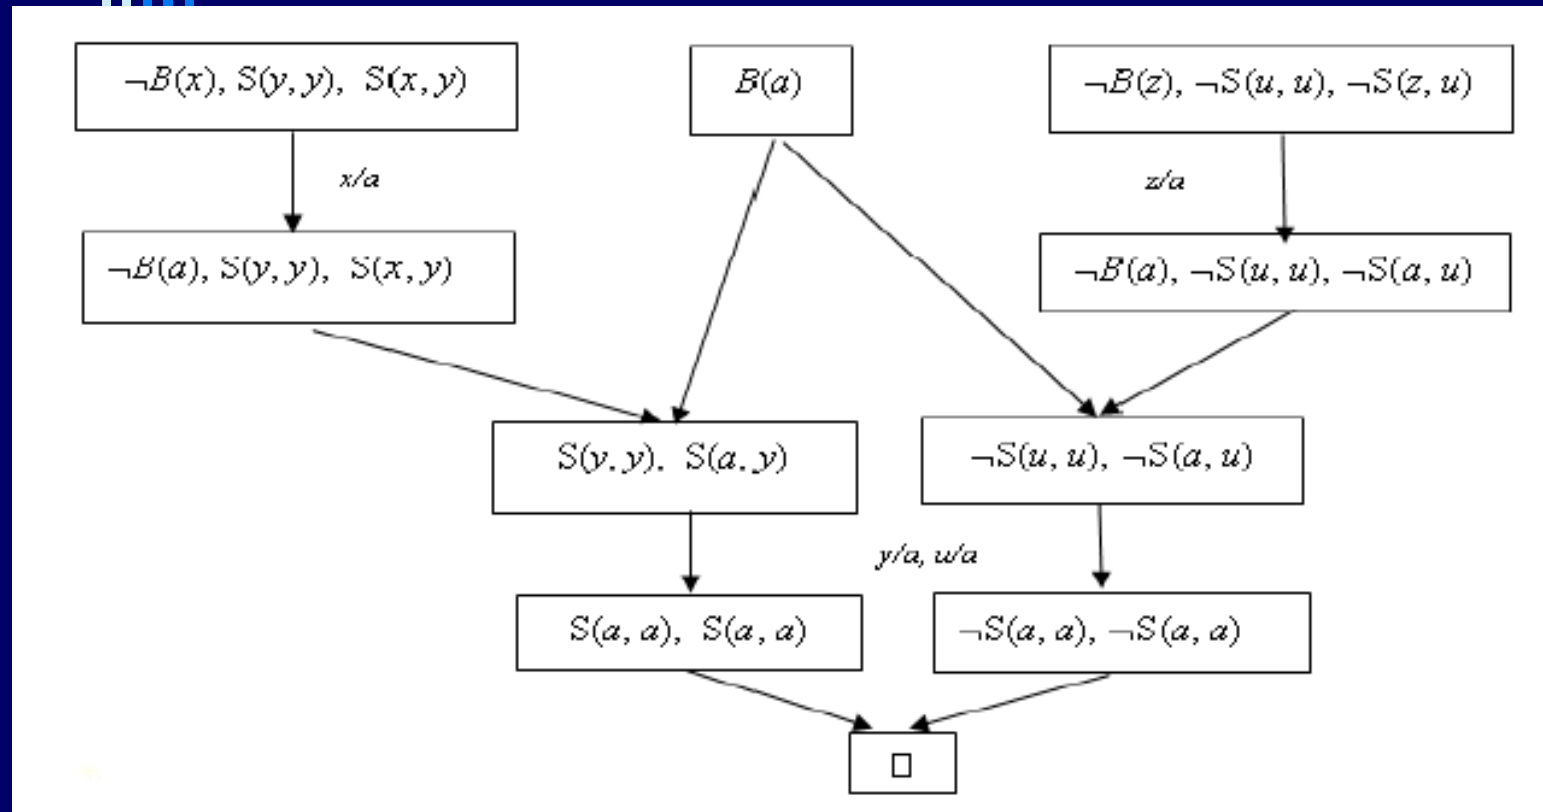 ¬B(x), S(y, y), S(x, y)
B(a)
¬B(z), ¬S(u, u), ¬S(z, u)
x/a
z/a
¬B(a), S(y, y), S(x, y)
¬B(a), ¬S(u, u), ¬S(a, u)
S(y, y), S(a, y)
¬S(u, u), ¬S(a, u)
y/a, u/a
S(a, a), S(a, a)
¬S(a, a), ¬S(a, a)
□